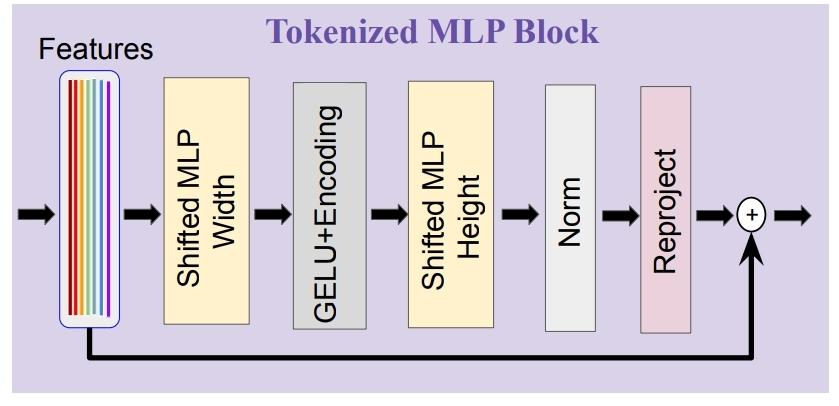 Tokenized MLP Block
Features
Shifted MLP
Width
GELU+Encoding
Shifted MLP
Height
Norm
Reproject
+